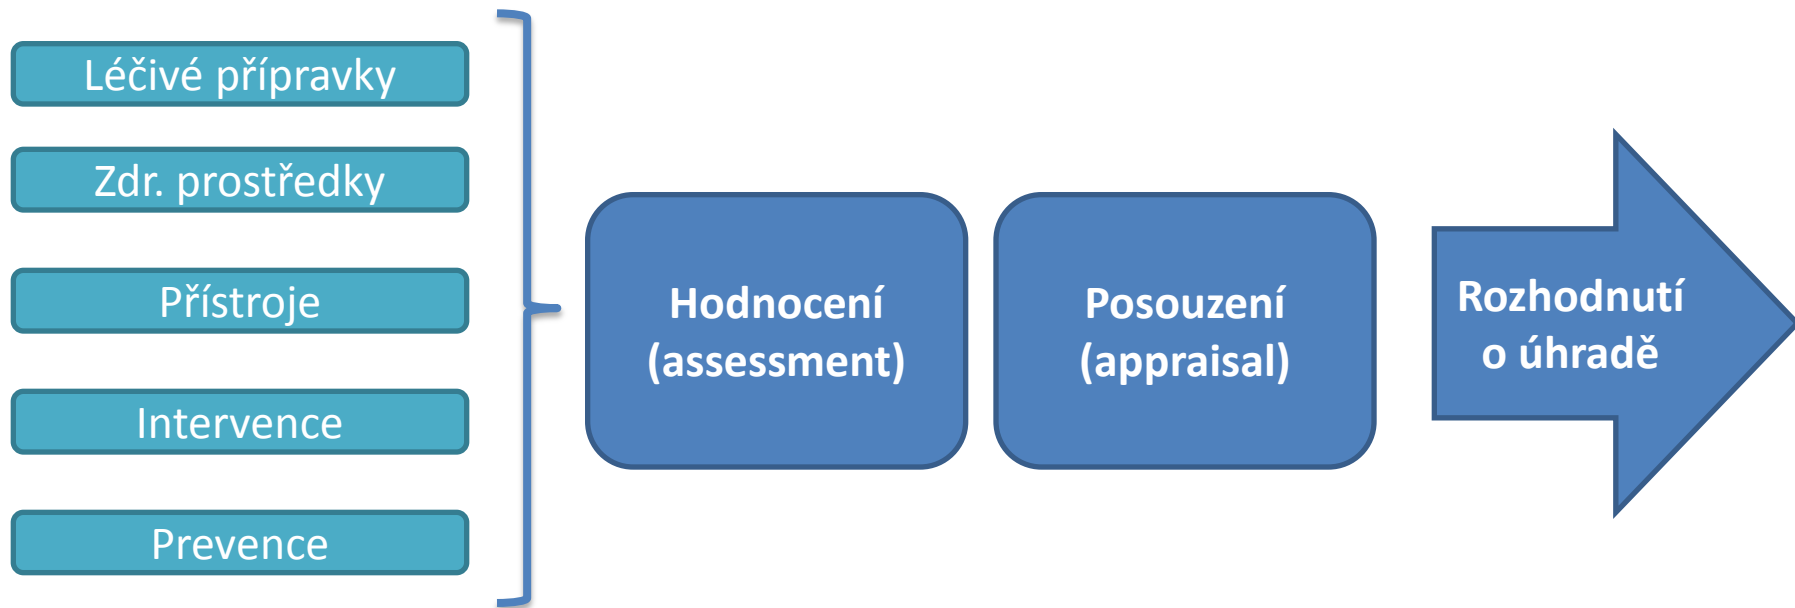 Léčivé přípravky
Zdr. prostředky
Přístroje
Intervence
Prevence
Hodnocení
(assessment)
Posouzení
(appraisal)
Rozhodnutí
o úhradě